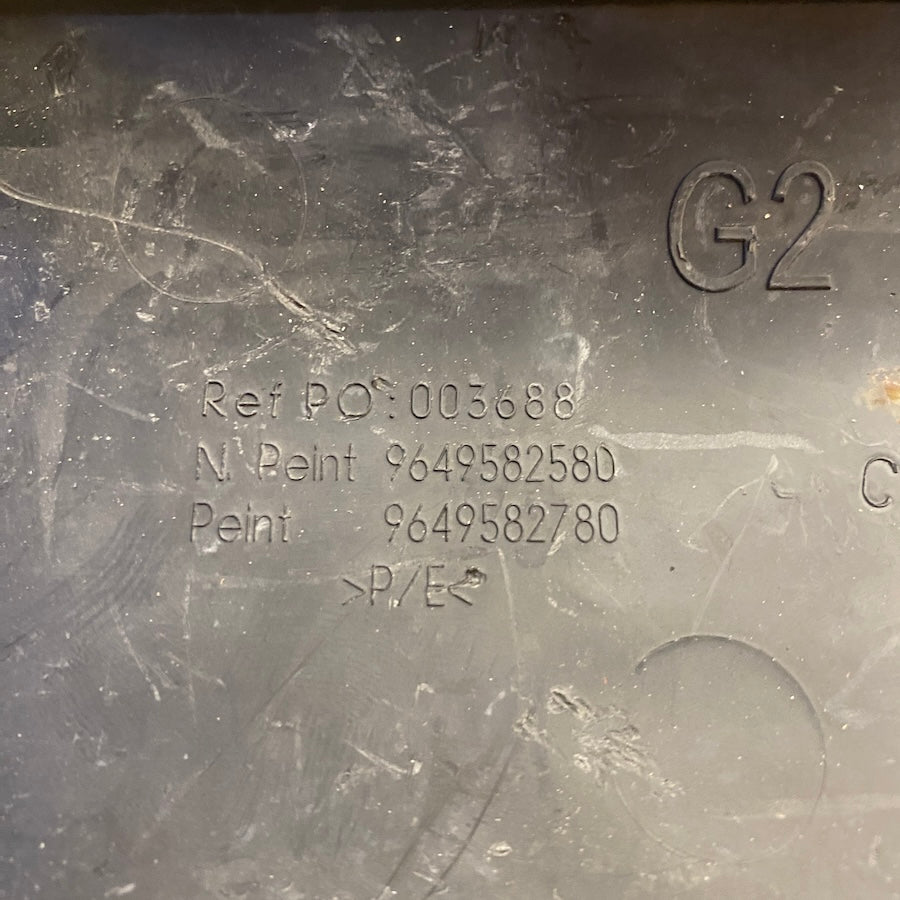 G2
Ref PO:003688
N. Peint 9649582580
C
Peint 9649582780
>P/E<